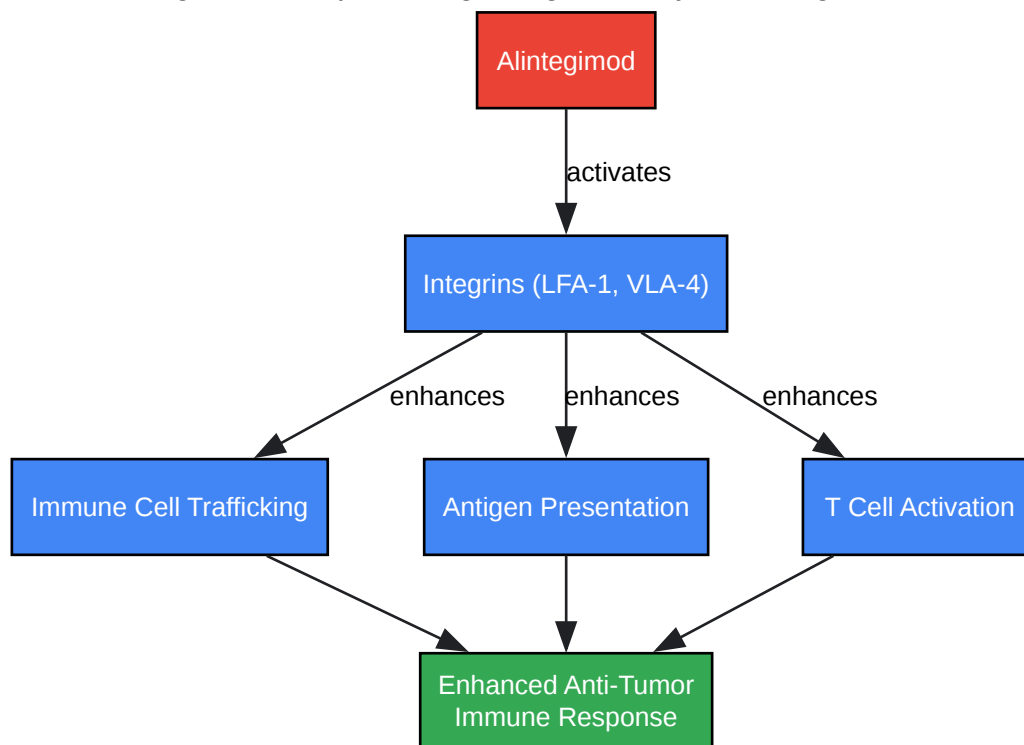 Alintegimod
activates
Integrins (LFA-1, VLA-4)
enhances
enhances
enhances
Immune Cell Trafficking
Antigen Presentation
T Cell Activation
Enhanced Anti-Tumor
Immune Response